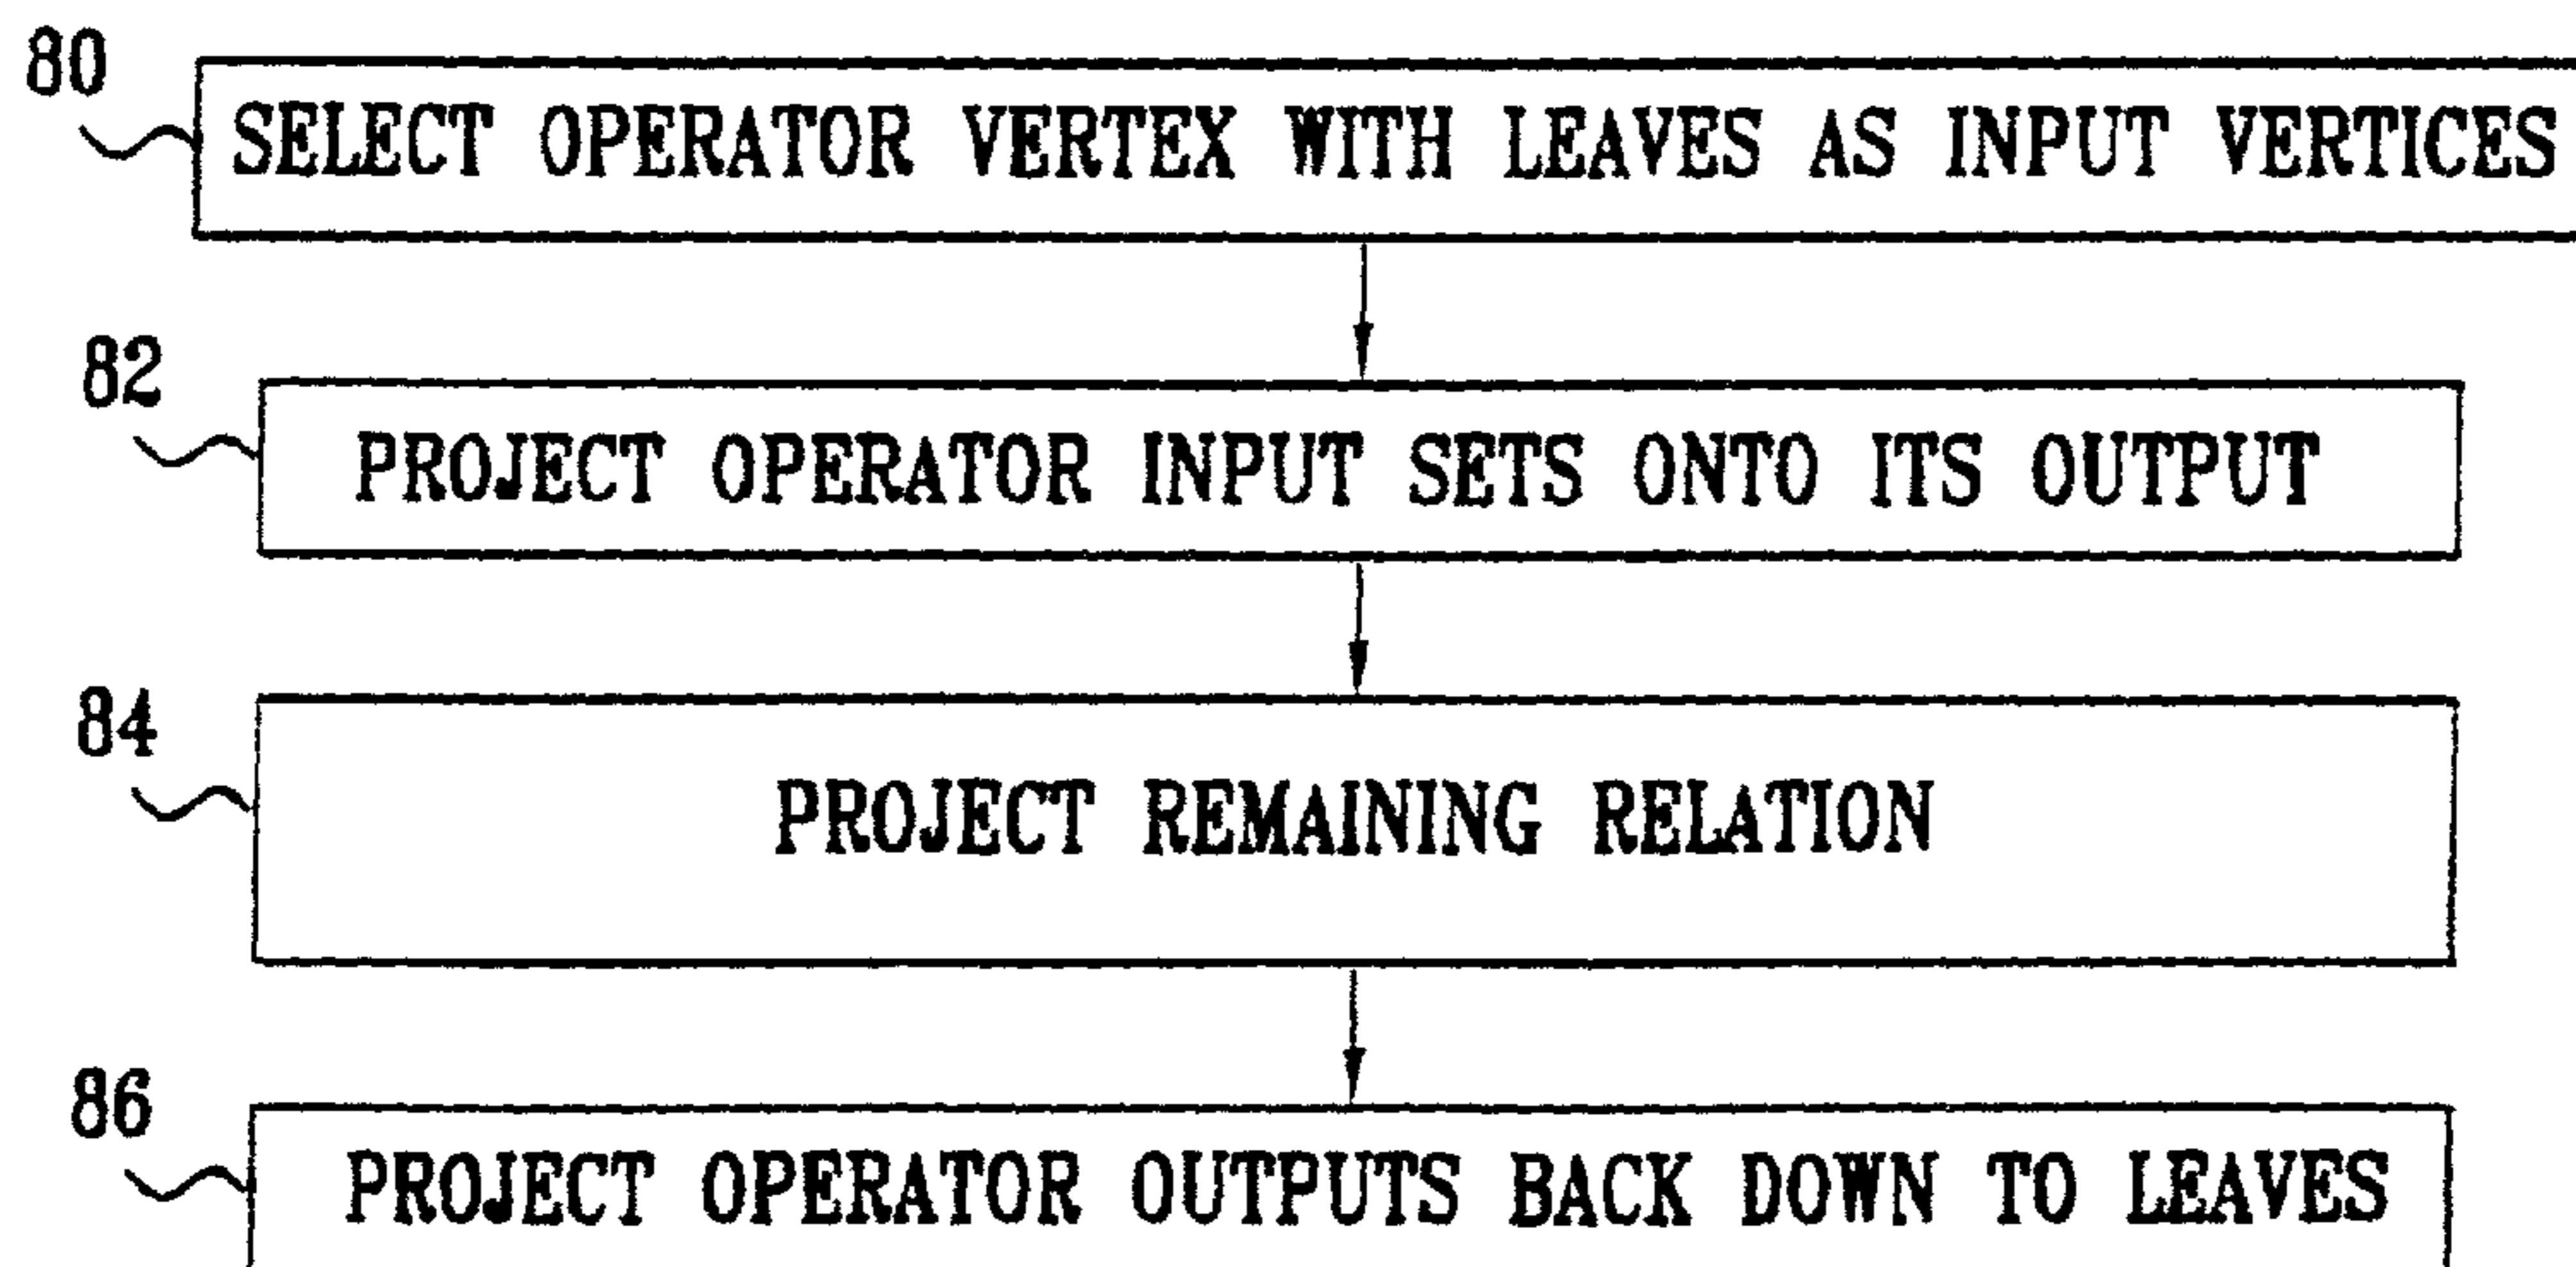 80
SELECT OPERATOR VERTEX WITH LEAVES AS INPUT VERTICES
82
PROJECT OPERATOR INPUT SETS ONTO ITS OUTPUT
84
PROJECT REMAINING RELATION
86
PROJECT OPERATOR OUTPUTS BACK DOWN TO LEAVES